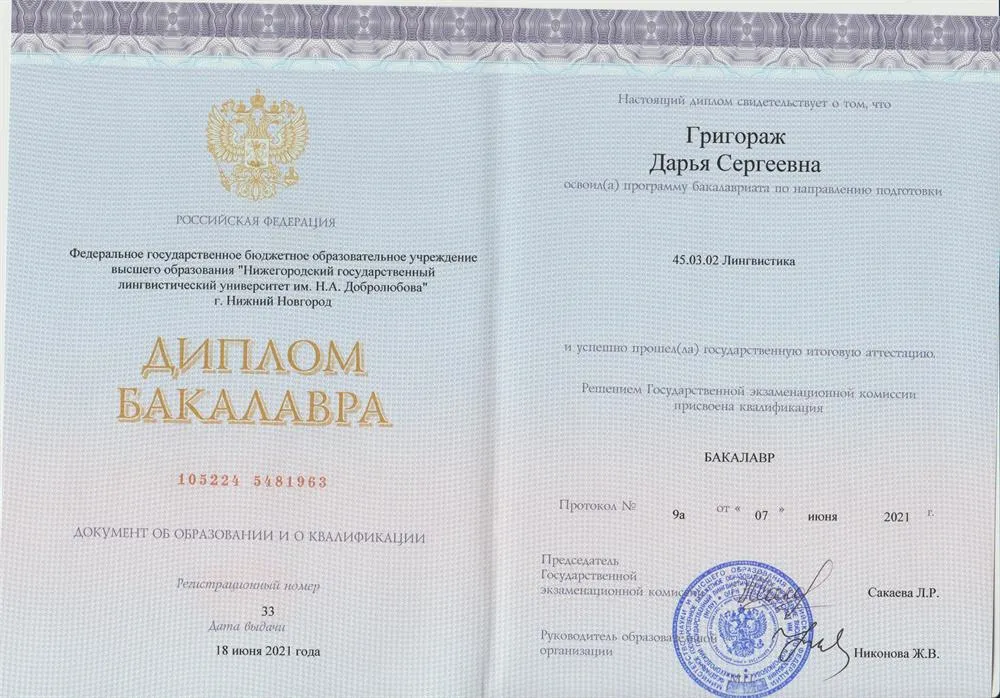 РОССИЙСКАЯ ФЕДЕРАЦИЯ
Федеральное государственное бюджетное образовательное учреждение
высшего образования "Нижегородский государственный
лингвистический университет им. Н.А. Добролюбова"
г. Нижний Новгород
ДИПЛОМ
БАКАЛАВРА
105224 5481963
ДОКУМЕНТ ОБ ОБРАЗОВАНИИ И О КВАЛИФИКАЦИИ
Регистрационный номер
33
Дата выдачи
18 июня 2021 года
Настоящий диплом свидетельствует о том, что
Григораж
Дарья Сергеевна
освоил(а) программу бакалавриата по направлению подготовки
45.03.02 Лингвистика
и успешно прошел(ла) государственную итоговую аттестацию.
Решением Государственной экзаменационной комиссии
присвоена квалификация
БАКАЛАВР
Протокол № 9а от « 07 » июня 2021 г.
Председатель
Государственной
экзаменационной комиссии Сакаева Л.Р.
Руководитель образовательной
организации Никонова Ж.В.